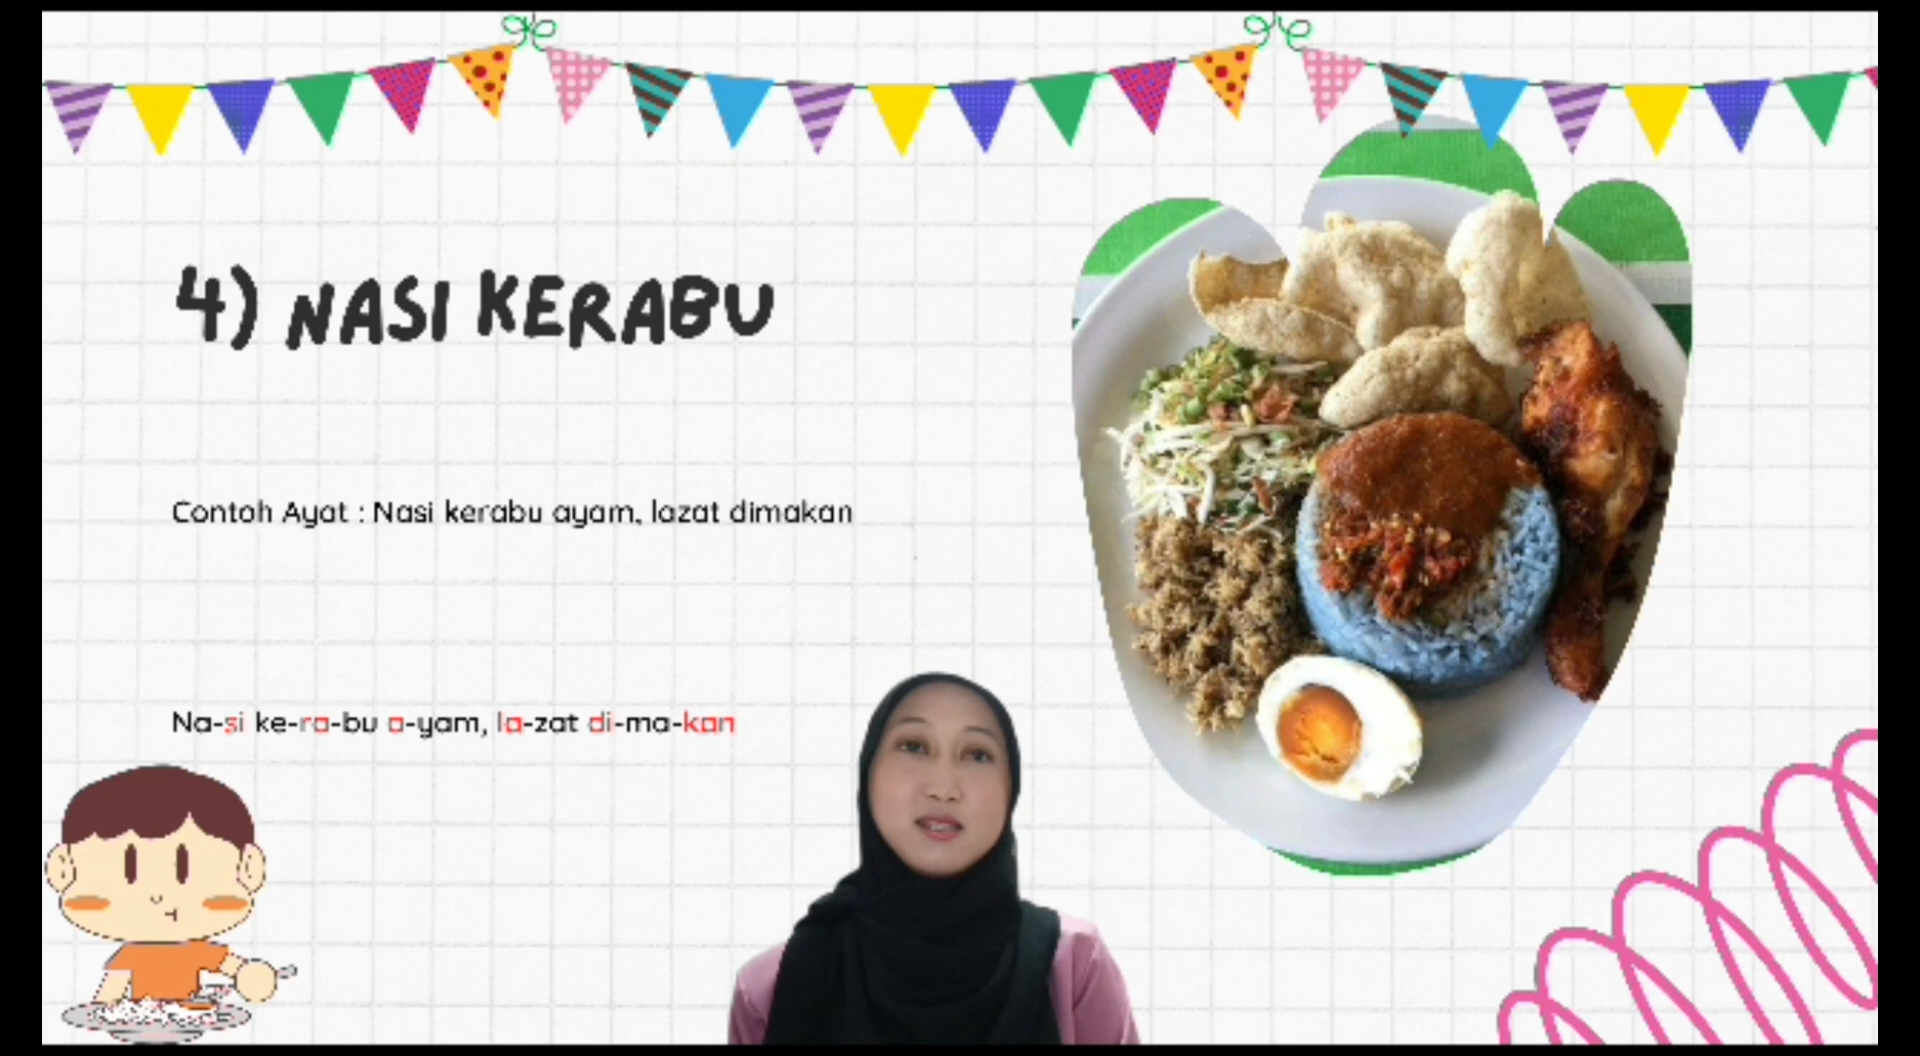 4) NASI KERABU
Contoh Ayat : Nasi kerabu ayam, lazat dimakan
Na-si ke-ra-bu a-yam, la-zat di-ma-kan